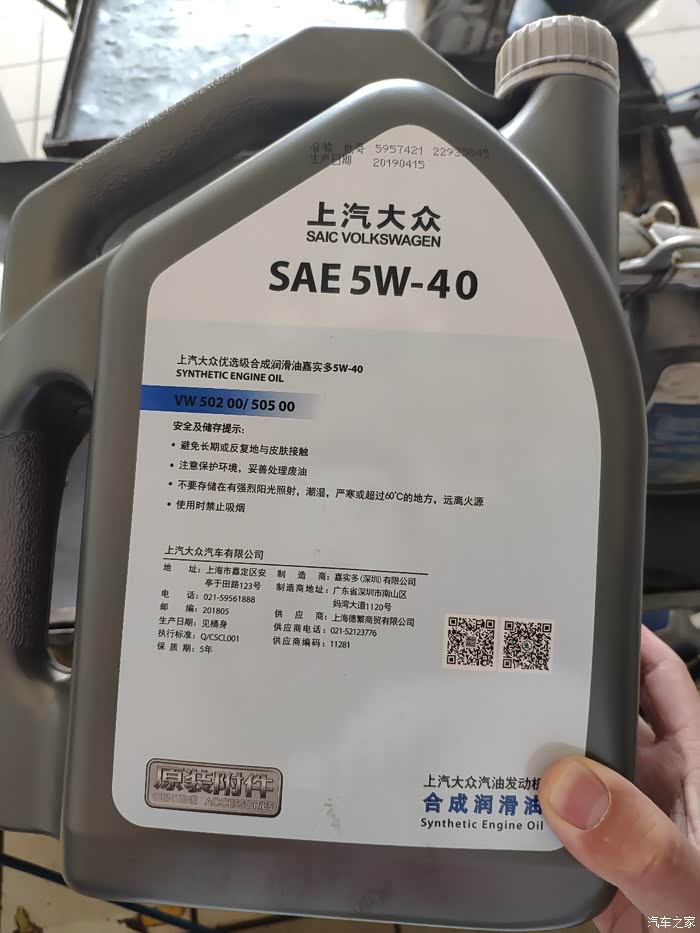 合格 批号 5957421 22935845
生产日期 20190415
上汽大众
SAIC VOLKSWAGEN
SAE 5W-40
上汽大众优选级合成润滑油嘉实多5W-40
SYNTHETIC ENGINE OIL
VW 502 00/ 505 00
安全及储存提示:
• 避免长期或反复地与皮肤接触
• 注意保护环境，妥善处理废油
• 不要存储在有强烈阳光照射，潮湿，严寒或超过60℃的地方，远离火源
• 使用时禁止吸烟
上汽大众汽车有限公司
地 址: 上海市嘉定区安
亭于田路123号
电 话: 021-59561888
邮 编: 201805
生产日期: 见桶身
执行标准: Q/CSCL001
保 质 期: 5年
制 造 商: 嘉实多(深圳)有限公司
制造商地址: 广东省深圳市南山区
妈湾大道1120号
供 应 商: 上海德繁商贸有限公司
供应商电话: 021-52123776
供应商编码: 11281
原装附件
GENUINE ACCESSORIES
上汽大众汽油发动机
合成润滑油
Synthetic Engine Oil
汽车之家